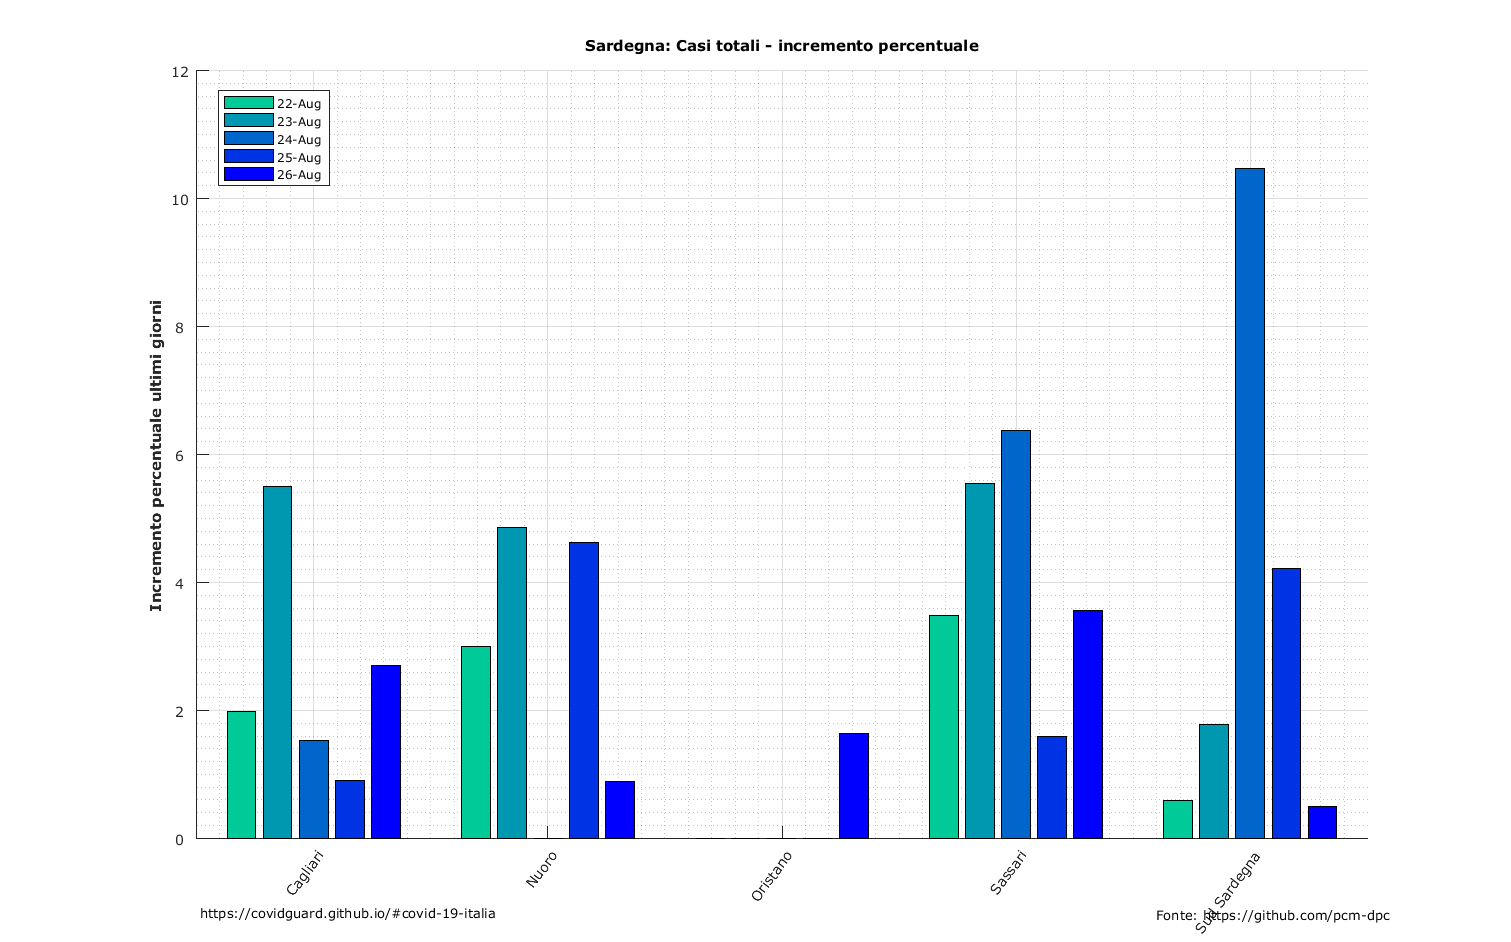 Sardegna: Casi totali - incremento percentuale
12
10
8
6
4
2
0
Incremento percentuale ultimi giorni
22-Aug
23-Aug
24-Aug
25-Aug
26-Aug
Cagliari
Nuoro
Oristano
Sassari
Sud Sardegna
https://covidguard.github.io/#covid-19-italia
Fonte: https://github.com/pcm-dpc